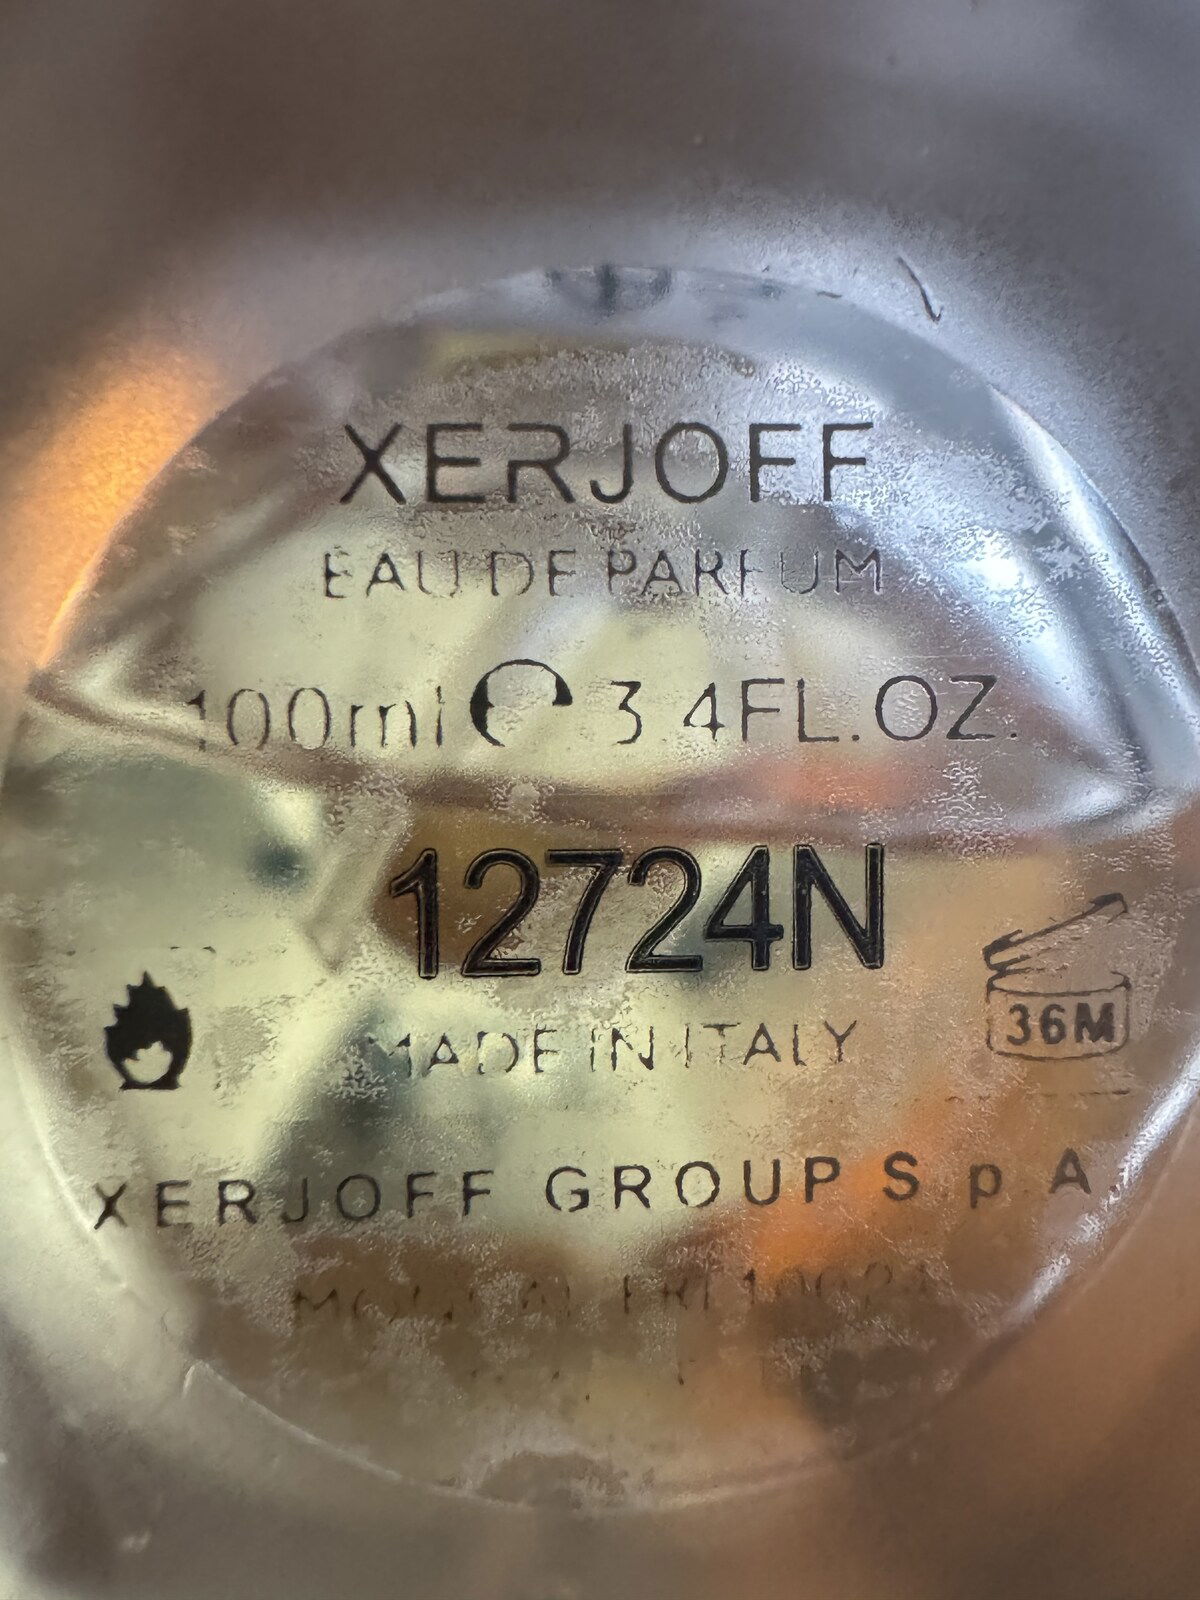 XERJOFF
EAU DE PARFUM
100ml ℮ 3.4FL.OZ.
12724N
36M
MADE IN ITALY
XERJOFF GROUP S.p.A.